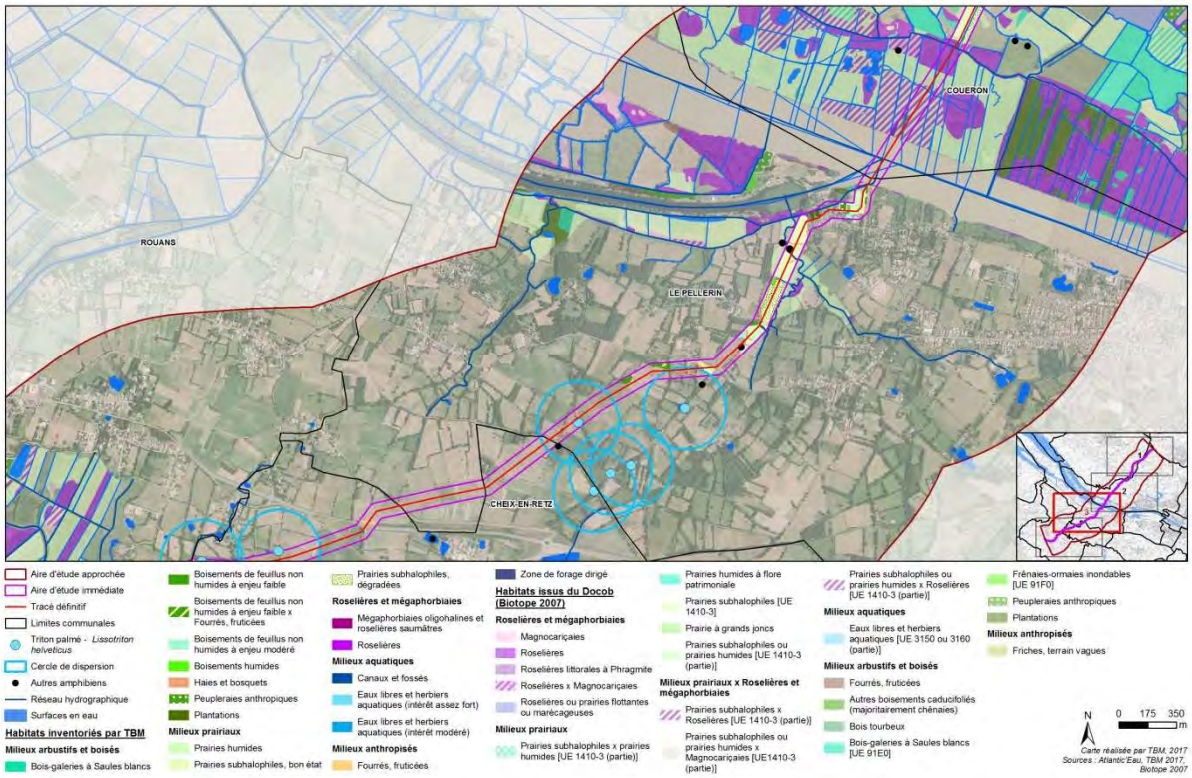 COUERON
ROUANS
LE PELLERIN
CHEIX-EN-RETZ
1
2
3
Aire d'étude approchée
Aire d'étude immédiate
Tracé définitif
Limites communales
Triton palmé - Lissotriton
helveticus
Cercle de dispersion
Autres amphibiens
Réseau hydrographique
Surfaces en eau
Habitats inventoriés par TBM
Milieux arbustifs et boisés
Bois-galeries à Saules blancs
Boisements de feuillus non
humides à enjeu faible
Boisements de feuillus non
humides à enjeu faible x
Fourrés, fruticées
Boisements de feuillus non
humides à enjeu modéré
Boisements humides
Haies et bosquets
Peupleraies anthropiques
Plantations
Milieux prairiaux
Prairies humides
Prairies subhalophiles, bon état
Prairies subhalophiles,
dégradées
Roselières et mégaphorbiaies
Mégaphorbiaies oligohalines et
roselières saumâtres
Roselières
Milieux aquatiques
Canaux et fossés
Eaux libres et herbiers
aquatiques (intérêt assez fort)
Eaux libres et herbiers
aquatiques (intérêt modéré)
Milieux anthropisés
Fourrés, fruticées
Zone de forage dirigé
Habitats issus du Docob
(Biotope 2007)
Roselières et mégaphorbiaies
Magnocariçaies
Roselières
Roselières littorales à Phragmite
Roselières x Magnocariçaies
Roselières ou prairies flottantes
ou marécageuses
Milieux prairiaux
Prairies subhalophiles x prairies
humides [UE 1410-3 (partie)]
Prairies humides à flore
patrimoniale
Prairies subhalophiles [UE
1410-3]
Prairie à grands joncs
Prairies subhalophiles ou
prairies humides [UE 1410-3
(partie)]
Milieux prairiaux x Roselières et
mégaphorbiaies
Prairies subhalophiles x
Roselières [UE 1410-3 (partie)]
Prairies subhalophiles ou
prairies humides x
Magnocariçaies [UE1410-3
(partie)]
Prairies subhalophiles ou
prairies humides x Roselières
[UE 1410-3 (partie)]
Milieux aquatiques
Eaux libres et herbiers
aquatiques [UE 3150 ou 3160
(partie)]
Milieux arbustifs et boisés
Fourrés, fruticées
Autres boisements caducifoliés
(majoritairement chênaies)
Bois tourbeux
Bois-galeries à Saules blancs
[UE 91E0]
Frênaies-ormaies inondables
[UE 91F0]
Peupleraies anthropiques
Plantations
Milieux anthropisés
Friches, terrain vagues
N
0 175 350
m
Carte réalisée par TBM, 2017
Sources : Atlantic'Eau, TBM 2017,
Biotope 2007